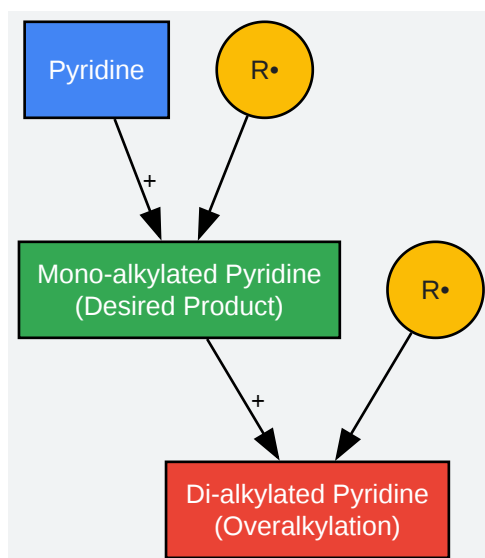 Pyridine
R•
+
Mono-alkylated Pyridine
(Desired Product)
R•
+
Di-alkylated Pyridine
(Overalkylation)